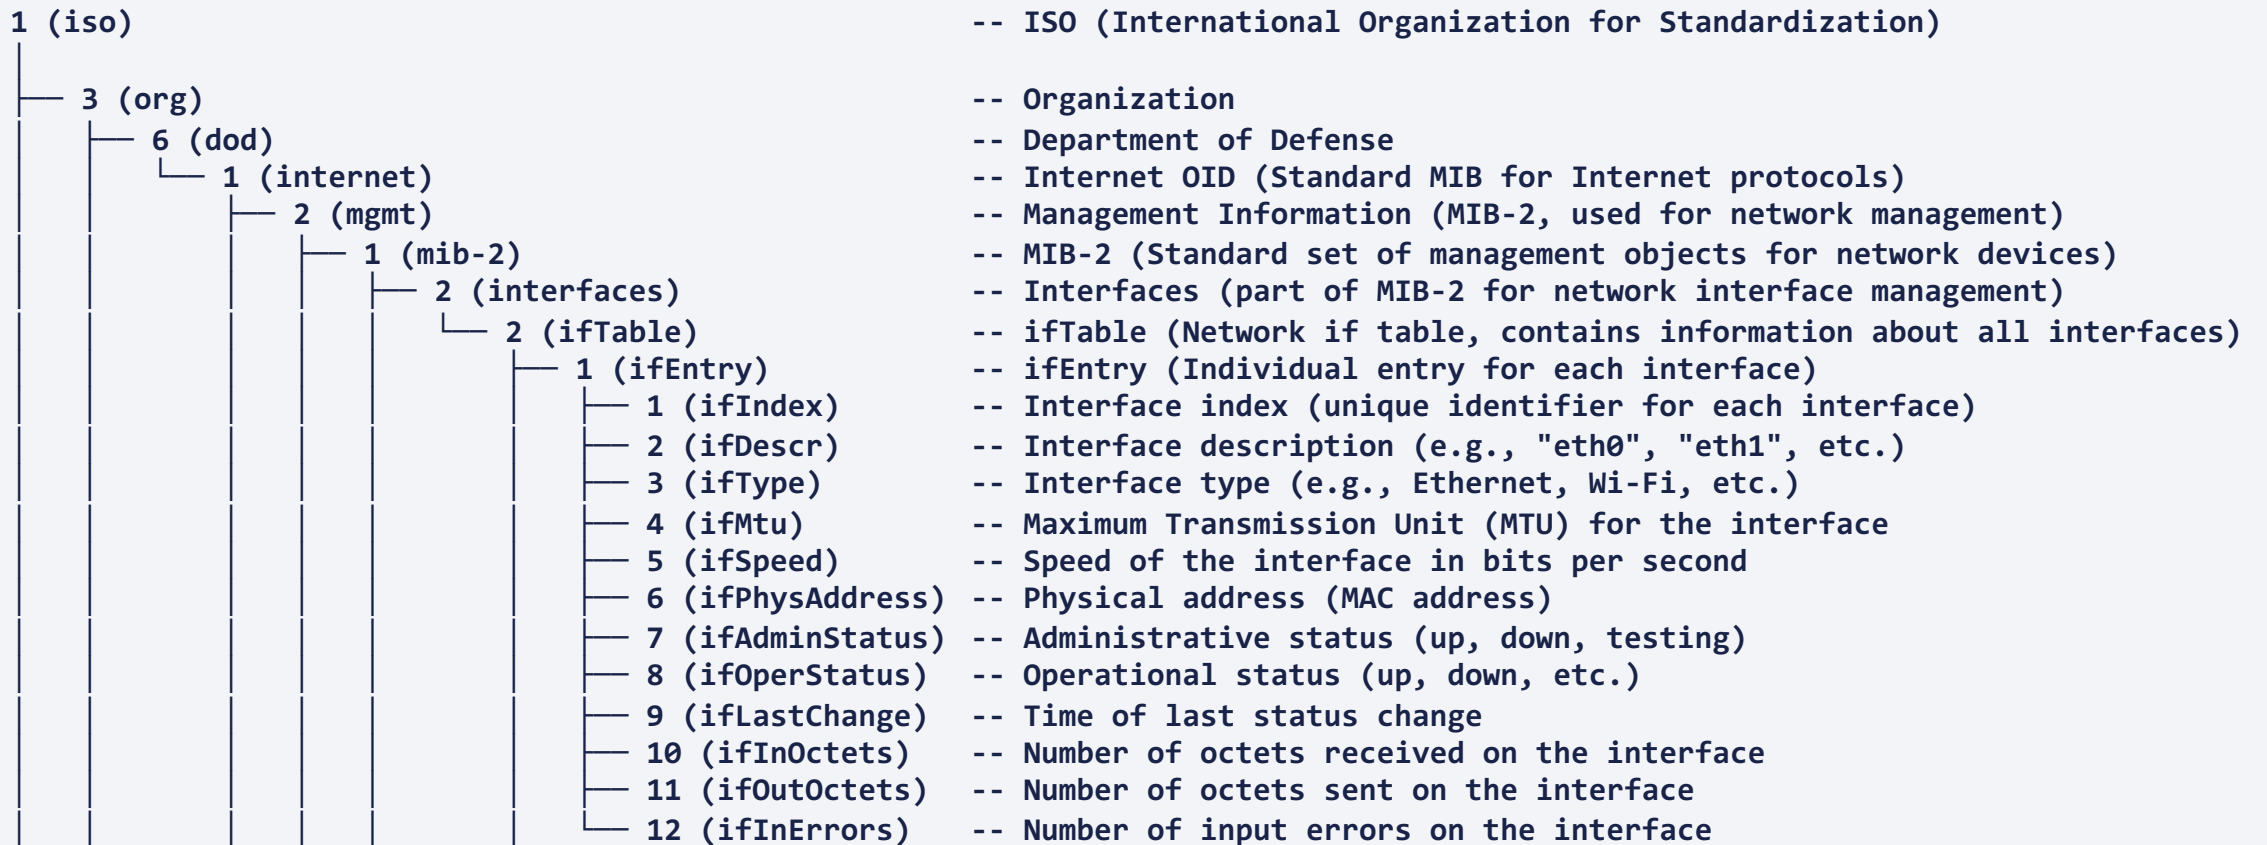 1 (iso) -- ISO (International Organization for Standardization)
│
├── 3 (org) -- Organization
│   ├── 6 (dod) -- Department of Defense
│   │   └── 1 (internet) -- Internet OID (Standard MIB for Internet protocols)
│   │       ├── 2 (mgmt) -- Management Information (MIB-2, used for network management)
│   │       │   ├── 1 (mib-2) -- MIB-2 (Standard set of management objects for network devices)
│   │       │   │   ├── 2 (interfaces) -- Interfaces (part of MIB-2 for network interface management)
│   │       │   │   │   └── 2 (ifTable) -- ifTable (Network if table, contains information about all interfaces)
│   │       │   │   │       ├── 1 (ifEntry) -- ifEntry (Individual entry for each interface)
│   │       │   │   │       │   ├── 1 (ifIndex) -- Interface index (unique identifier for each interface)
│   │       │   │   │       │   ├── 2 (ifDescr) -- Interface description (e.g., "eth0", "eth1", etc.)
│   │       │   │   │       │   ├── 3 (ifType) -- Interface type (e.g., Ethernet, Wi-Fi, etc.)
│   │       │   │   │       │   ├── 4 (ifMtu) -- Maximum Transmission Unit (MTU) for the interface
│   │       │   │   │       │   ├── 5 (ifSpeed) -- Speed of the interface in bits per second
│   │       │   │   │       │   ├── 6 (ifPhysAddress) -- Physical address (MAC address)
│   │       │   │   │       │   ├── 7 (ifAdminStatus) -- Administrative status (up, down, testing)
│   │       │   │   │       │   ├── 8 (ifOperStatus) -- Operational status (up, down, etc.)
│   │       │   │   │       │   ├── 9 (ifLastChange) -- Time of last status change
│   │       │   │   │       │   ├── 10 (ifInOctets) -- Number of octets received on the interface
│   │       │   │   │       │   ├── 11 (ifOutOctets) -- Number of octets sent on the interface
│   │       │   │   │       │   └── 12 (ifInErrors) -- Number of input errors on the interface